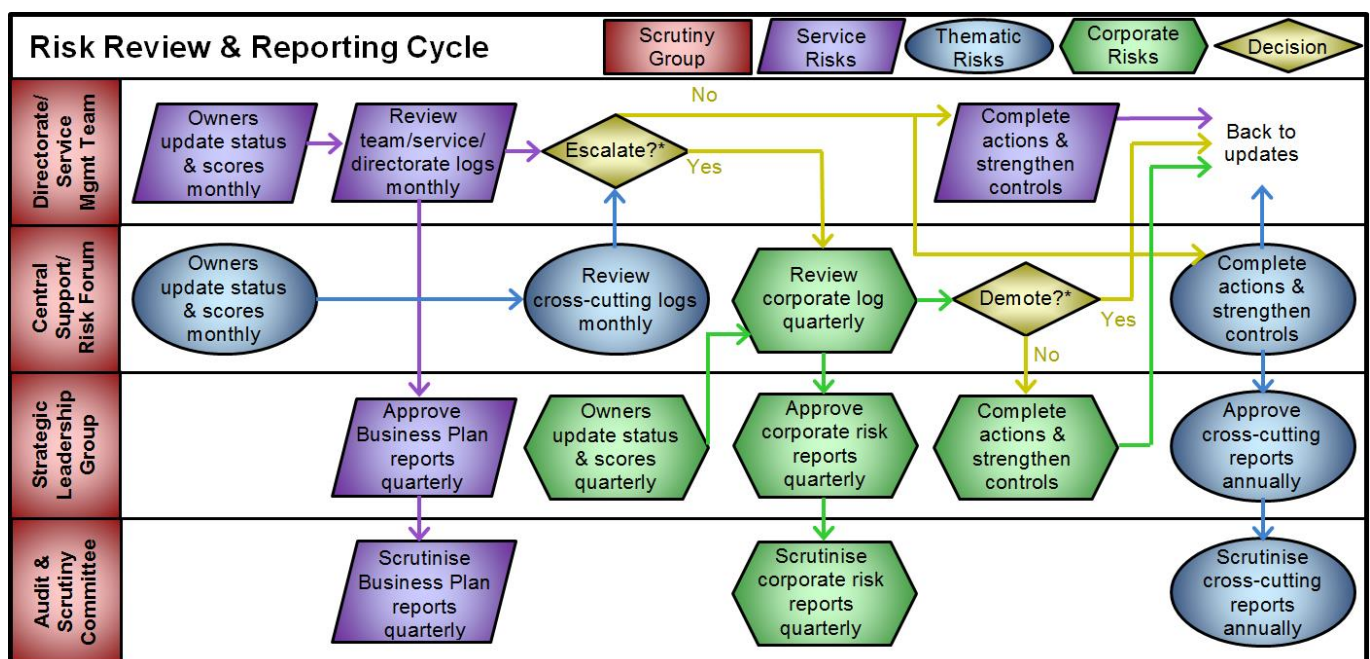 Risk Review & Reporting Cycle
Scrutiny
Group
Service
Risks
Thematic
Risks
Corporate
Risks
Decision
Directorate/
Service
Mgmt Team
Owners
update status
& scores
monthly
Review
team/service/
directorate logs
monthly
Escalate?*
No
Yes
Complete
actions &
strengthen
controls
Back to
updates
Central
Support/
Risk Forum
Owners
update status
& scores
monthly
Review
cross-cutting logs
monthly
Review
corporate log
quarterly
Demote?*
Yes
No
Complete
actions &
strengthen
controls
Strategic
Leadership
Group
Approve
Business Plan
reports
quarterly
Owners
update status
& scores
quarterly
Approve
corporate risk
reports
quarterly
Complete
actions &
strengthen
controls
Approve
cross-cutting
reports
annually
Audit &
Scrutiny
Committee
Scrutinise
Business Plan
reports
quarterly
Scrutinise
corporate risk
reports
quarterly
Scrutinise
cross-cutting
reports
annually